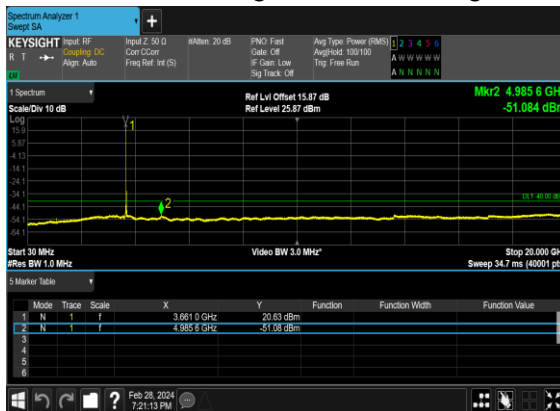 Spectrum Analyzer 1
Swept SA
KEYSIGHT Input: RF Input Z: 50 Ω #Atten: 20 dB PNO: Fast Avg Type: Power (RMS) 1 2 3 4 5 6
R T Coupling: DC Corr CCorr Gate: Off Avg|Hold: 100/100 A W W W W W
Align: Auto Freq Ref: Int (S) IF Gain: Low Trig: Free Run
LXI Sig Track: Off A N N N N N
1 Spectrum Ref Lvl Offset 15.87 dB Mkr2 4.985 6 GH
Scale/Div 10 dB Ref Level 25.87 dBm -51.084 dBr
Log
15.9 1
5.87
-4.13
-14.1
-24.1
-34.1 DL1 -40.00 dB
-44.1 2
-54.1
-64.1
Start 30 MHz Video BW 3.0 MHz* Stop 20.000 GH
#Res BW 1.0 MHz Sweep 34.7 ms (40001 pt
5 Marker Table
Mode Trace Scale X Y Function Function Width Function Value
1 N 1 f 3.661 0 GHz 20.63 dBm
2 N 1 f 4.985 6 GHz -51.08 dBm
3
4
5
6
? Feb 28, 2024
7:21:13 PM